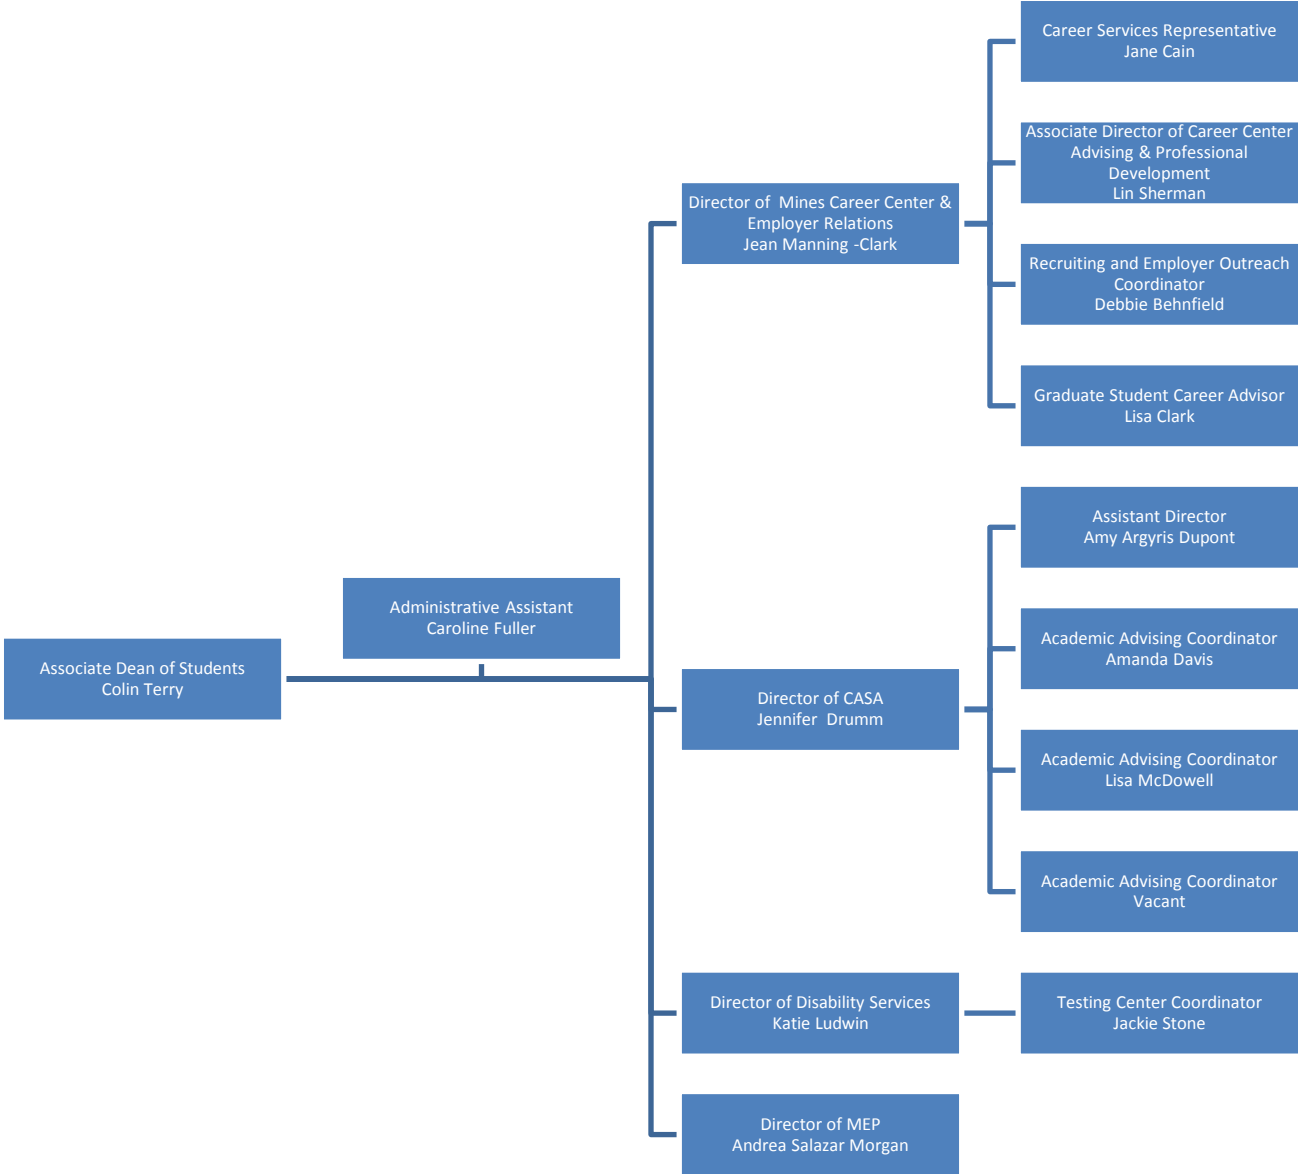 Career Services Representative
Jane Cain
Associate Director of Career Center
Advising & Professional
Development
Lin Sherman
Director of  Mines Career Center &
Employer Relations
Jean Manning -Clark
Recruiting and Employer Outreach
Coordinator
Debbie Behnfield
Graduate Student Career Advisor
Lisa Clark
Assistant Director
Amy Argyris Dupont
Administrative Assistant
Caroline Fuller
Associate Dean of Students
Colin Terry
Academic Advising Coordinator
Amanda Davis
Director of CASA
Jennifer  Drumm
Academic Advising Coordinator
Lisa McDowell
Academic Advising Coordinator
Vacant
Director of Disability Services
Katie Ludwin
Testing Center Coordinator
Jackie Stone
Director of MEP
Andrea Salazar Morgan